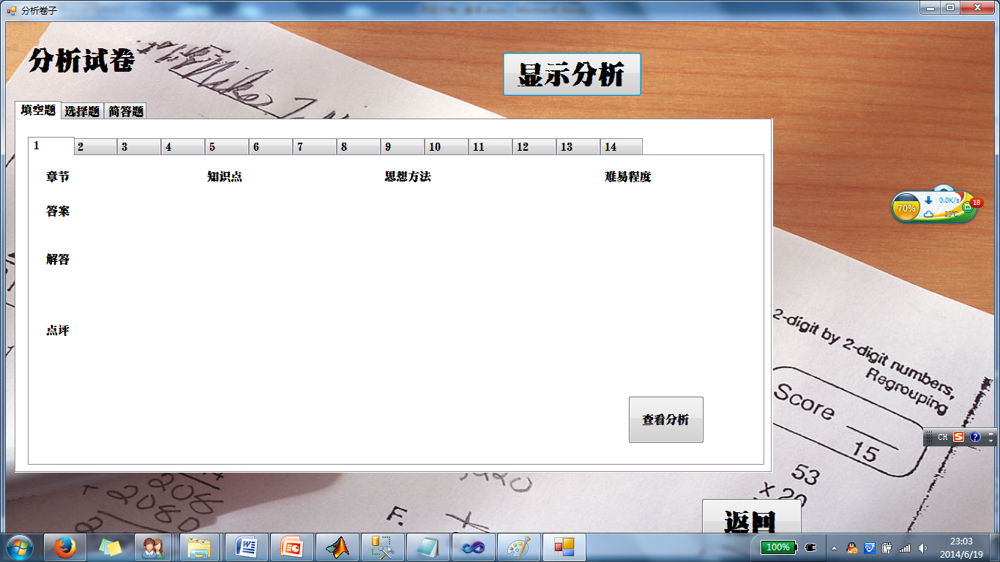 分析卷子
分析试卷
显示分析
填空题 选择题 简答题
1 2 3 4 5 6 7 8 9 10 11 12 13 14
章节 知识点 思想方法 难易程度
答案
解答
点评
查看分析
返回
70% 0.0K/s 18
23℃
2-digit by 2-digit numbers,
Regrouping
Score
15
CH
53
x 20
+ 2080
208
F.
100%
23:03
2014/6/19